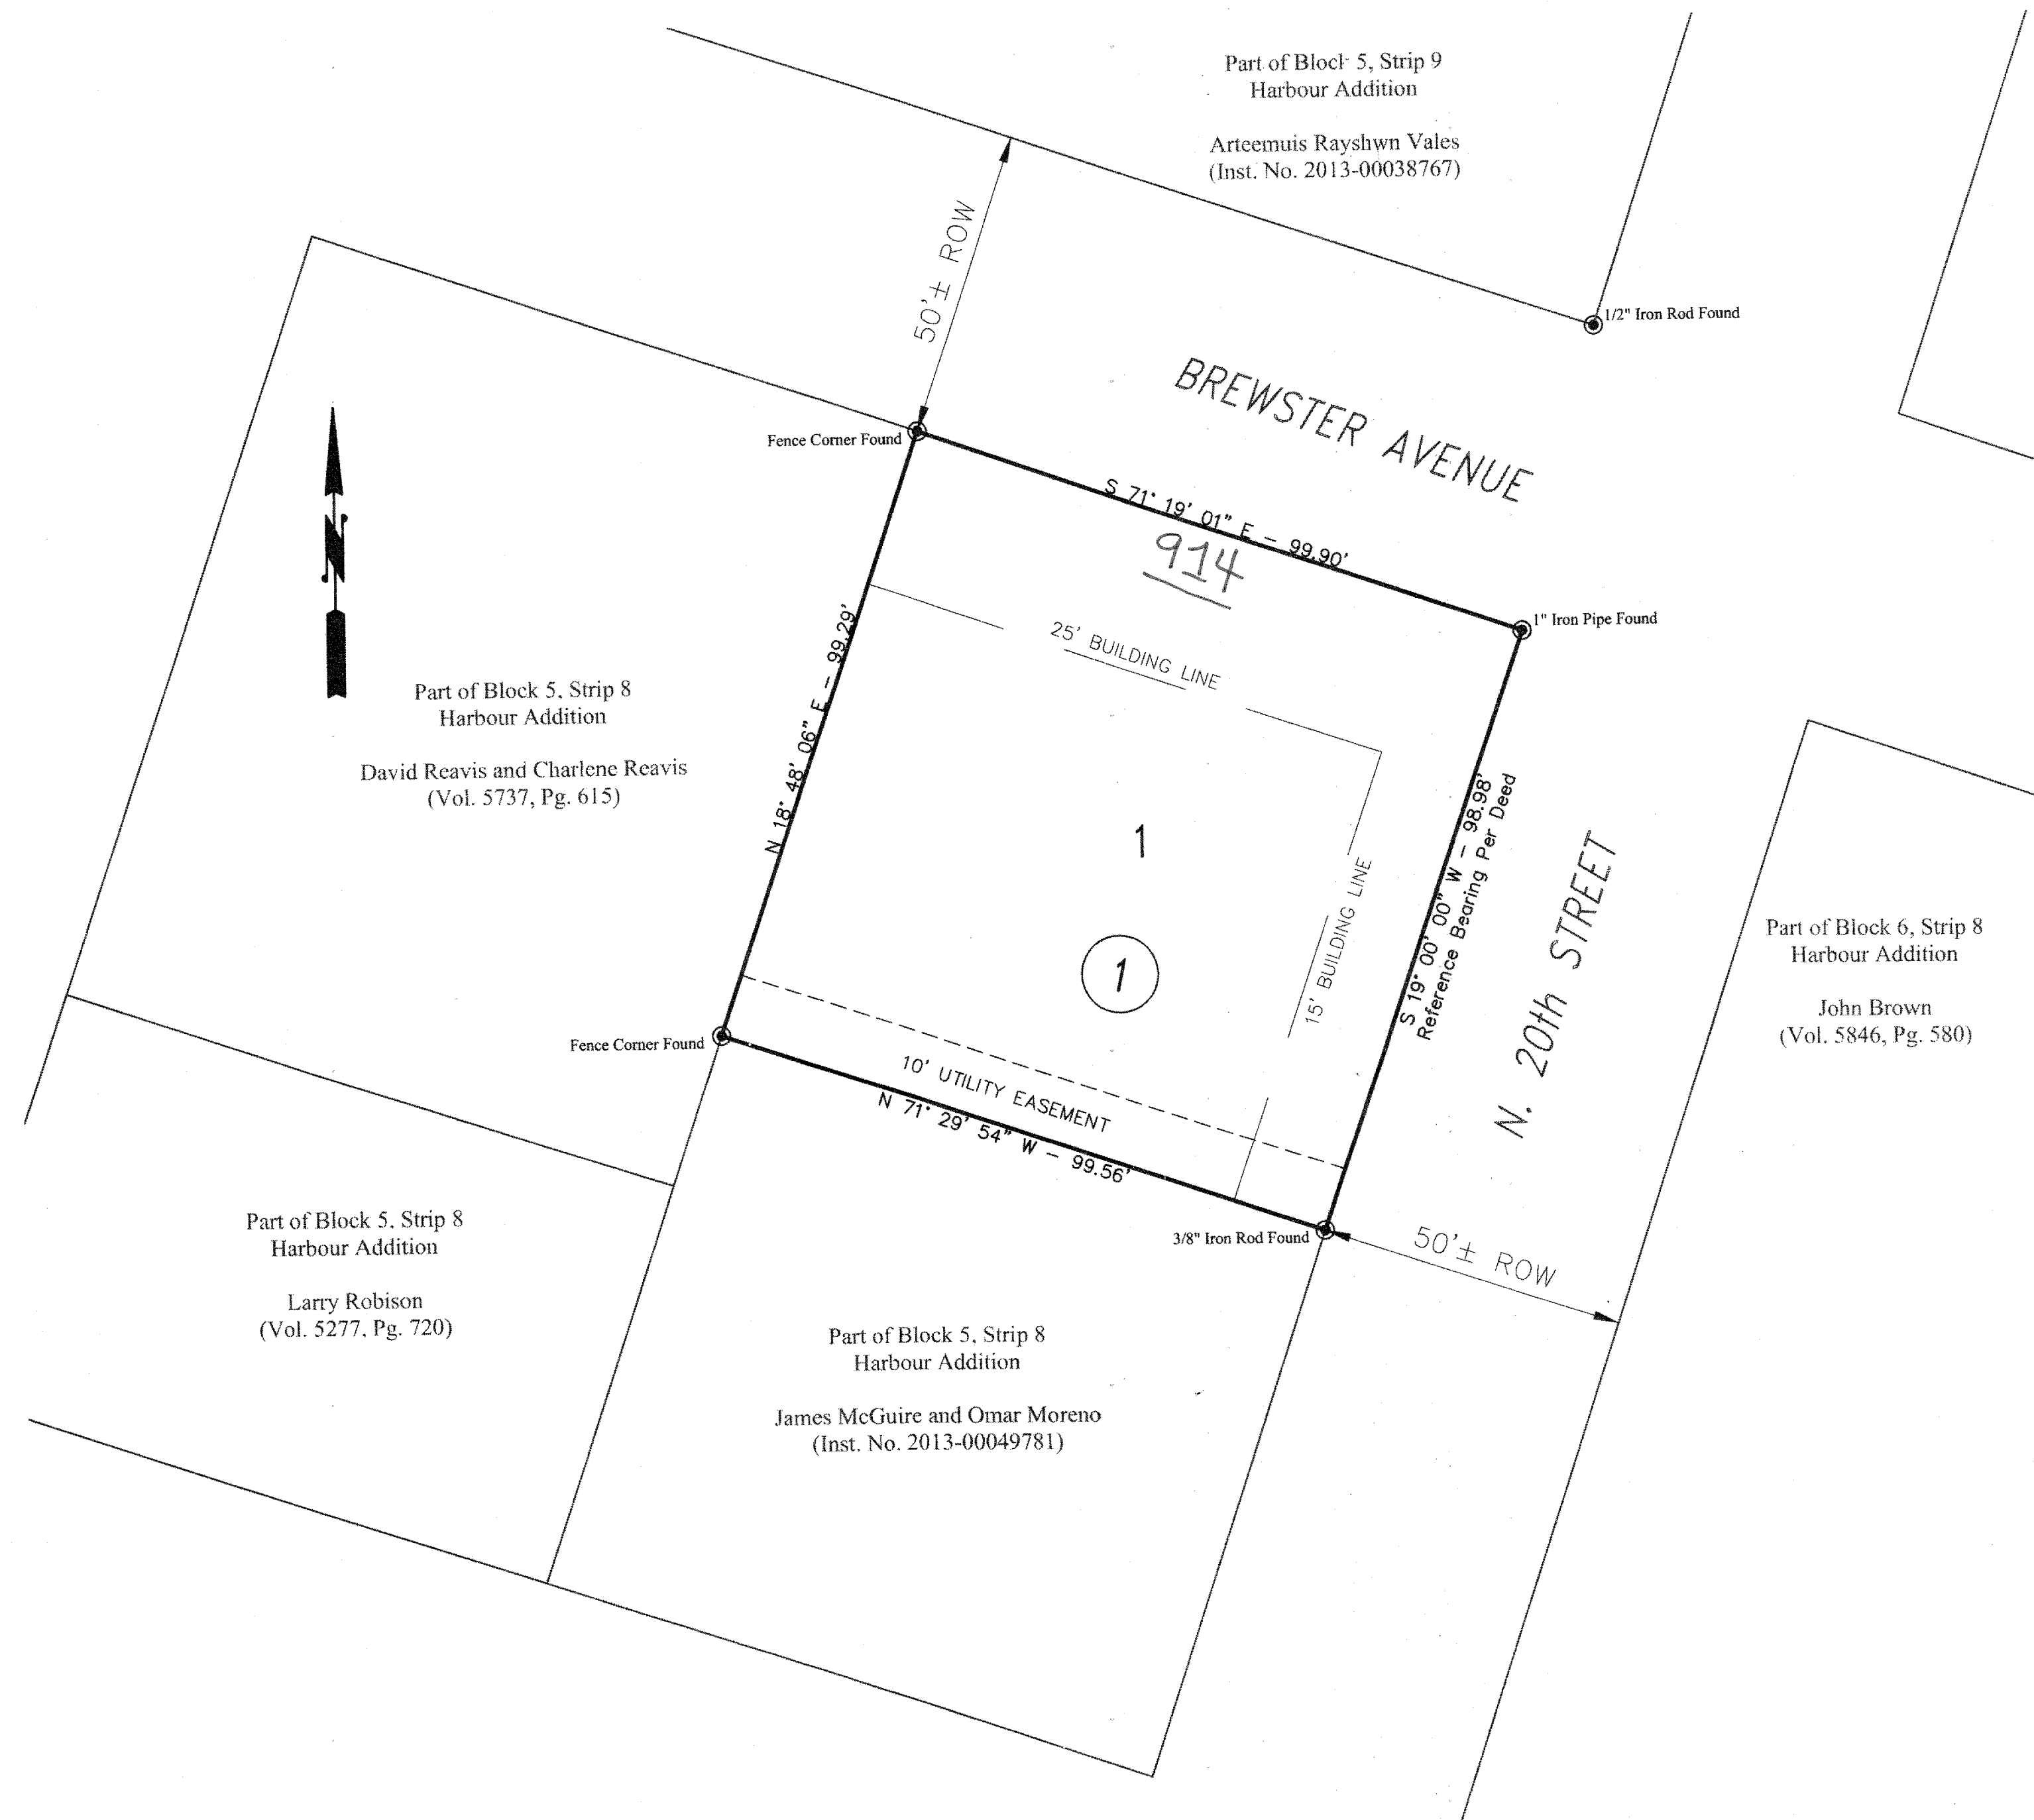 Part of Block 5, Strip 9
Harbour Addition
Arteemuis Rayshwn Vales
(Inst. No. 2013-00038767)
50'± ROW
1/2" Iron Rod Found
BREWSTER AVENUE
Fence Corner Found
S 71° 19' 01" E - 99.90'
914
1" Iron Pipe Found
25' BUILDING LINE
N 18° 48' 06" E - 99.29'
N
Part of Block 5, Strip 8
Harbour Addition
David Reavis and Charlene Reavis
(Vol. 5737, Pg. 615)
1
1
15' BUILDING LINE
S 19° 00' 00" W - 98.98'
Reference Bearing Per Deed
N. 20th STREET
Part of Block 6, Strip 8
Harbour Addition
John Brown
(Vol. 5846, Pg. 580)
Fence Corner Found
10' UTILITY EASEMENT
N 71° 29' 54" W - 99.56'
3/8" Iron Rod Found
50'± ROW
Part of Block 5, Strip 8
Harbour Addition
Larry Robison
(Vol. 5277, Pg. 720)
Part of Block 5, Strip 8
Harbour Addition
James McGuire and Omar Moreno
(Inst. No. 2013-00049781)